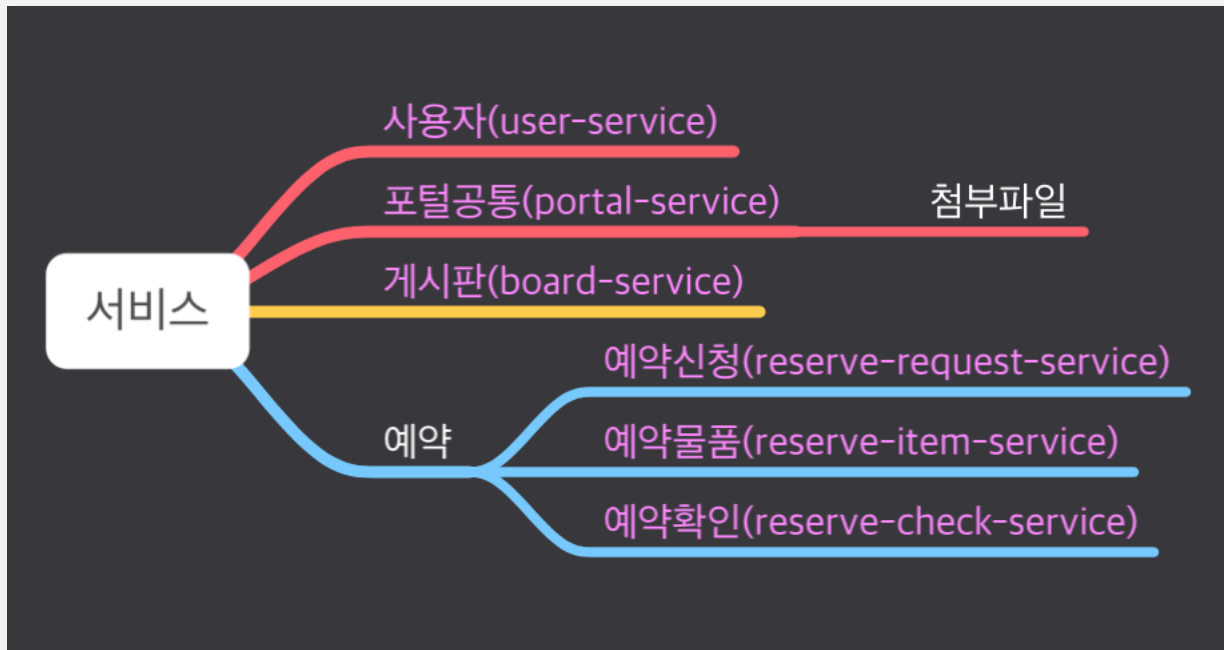 사용자(user-service)
포털공통(portal-service) 첨부파일
게시판(board-service)
서비스
예약신청(reserve-request-service)
예약
예약물품(reserve-item-service)
예약확인(reserve-check-service)